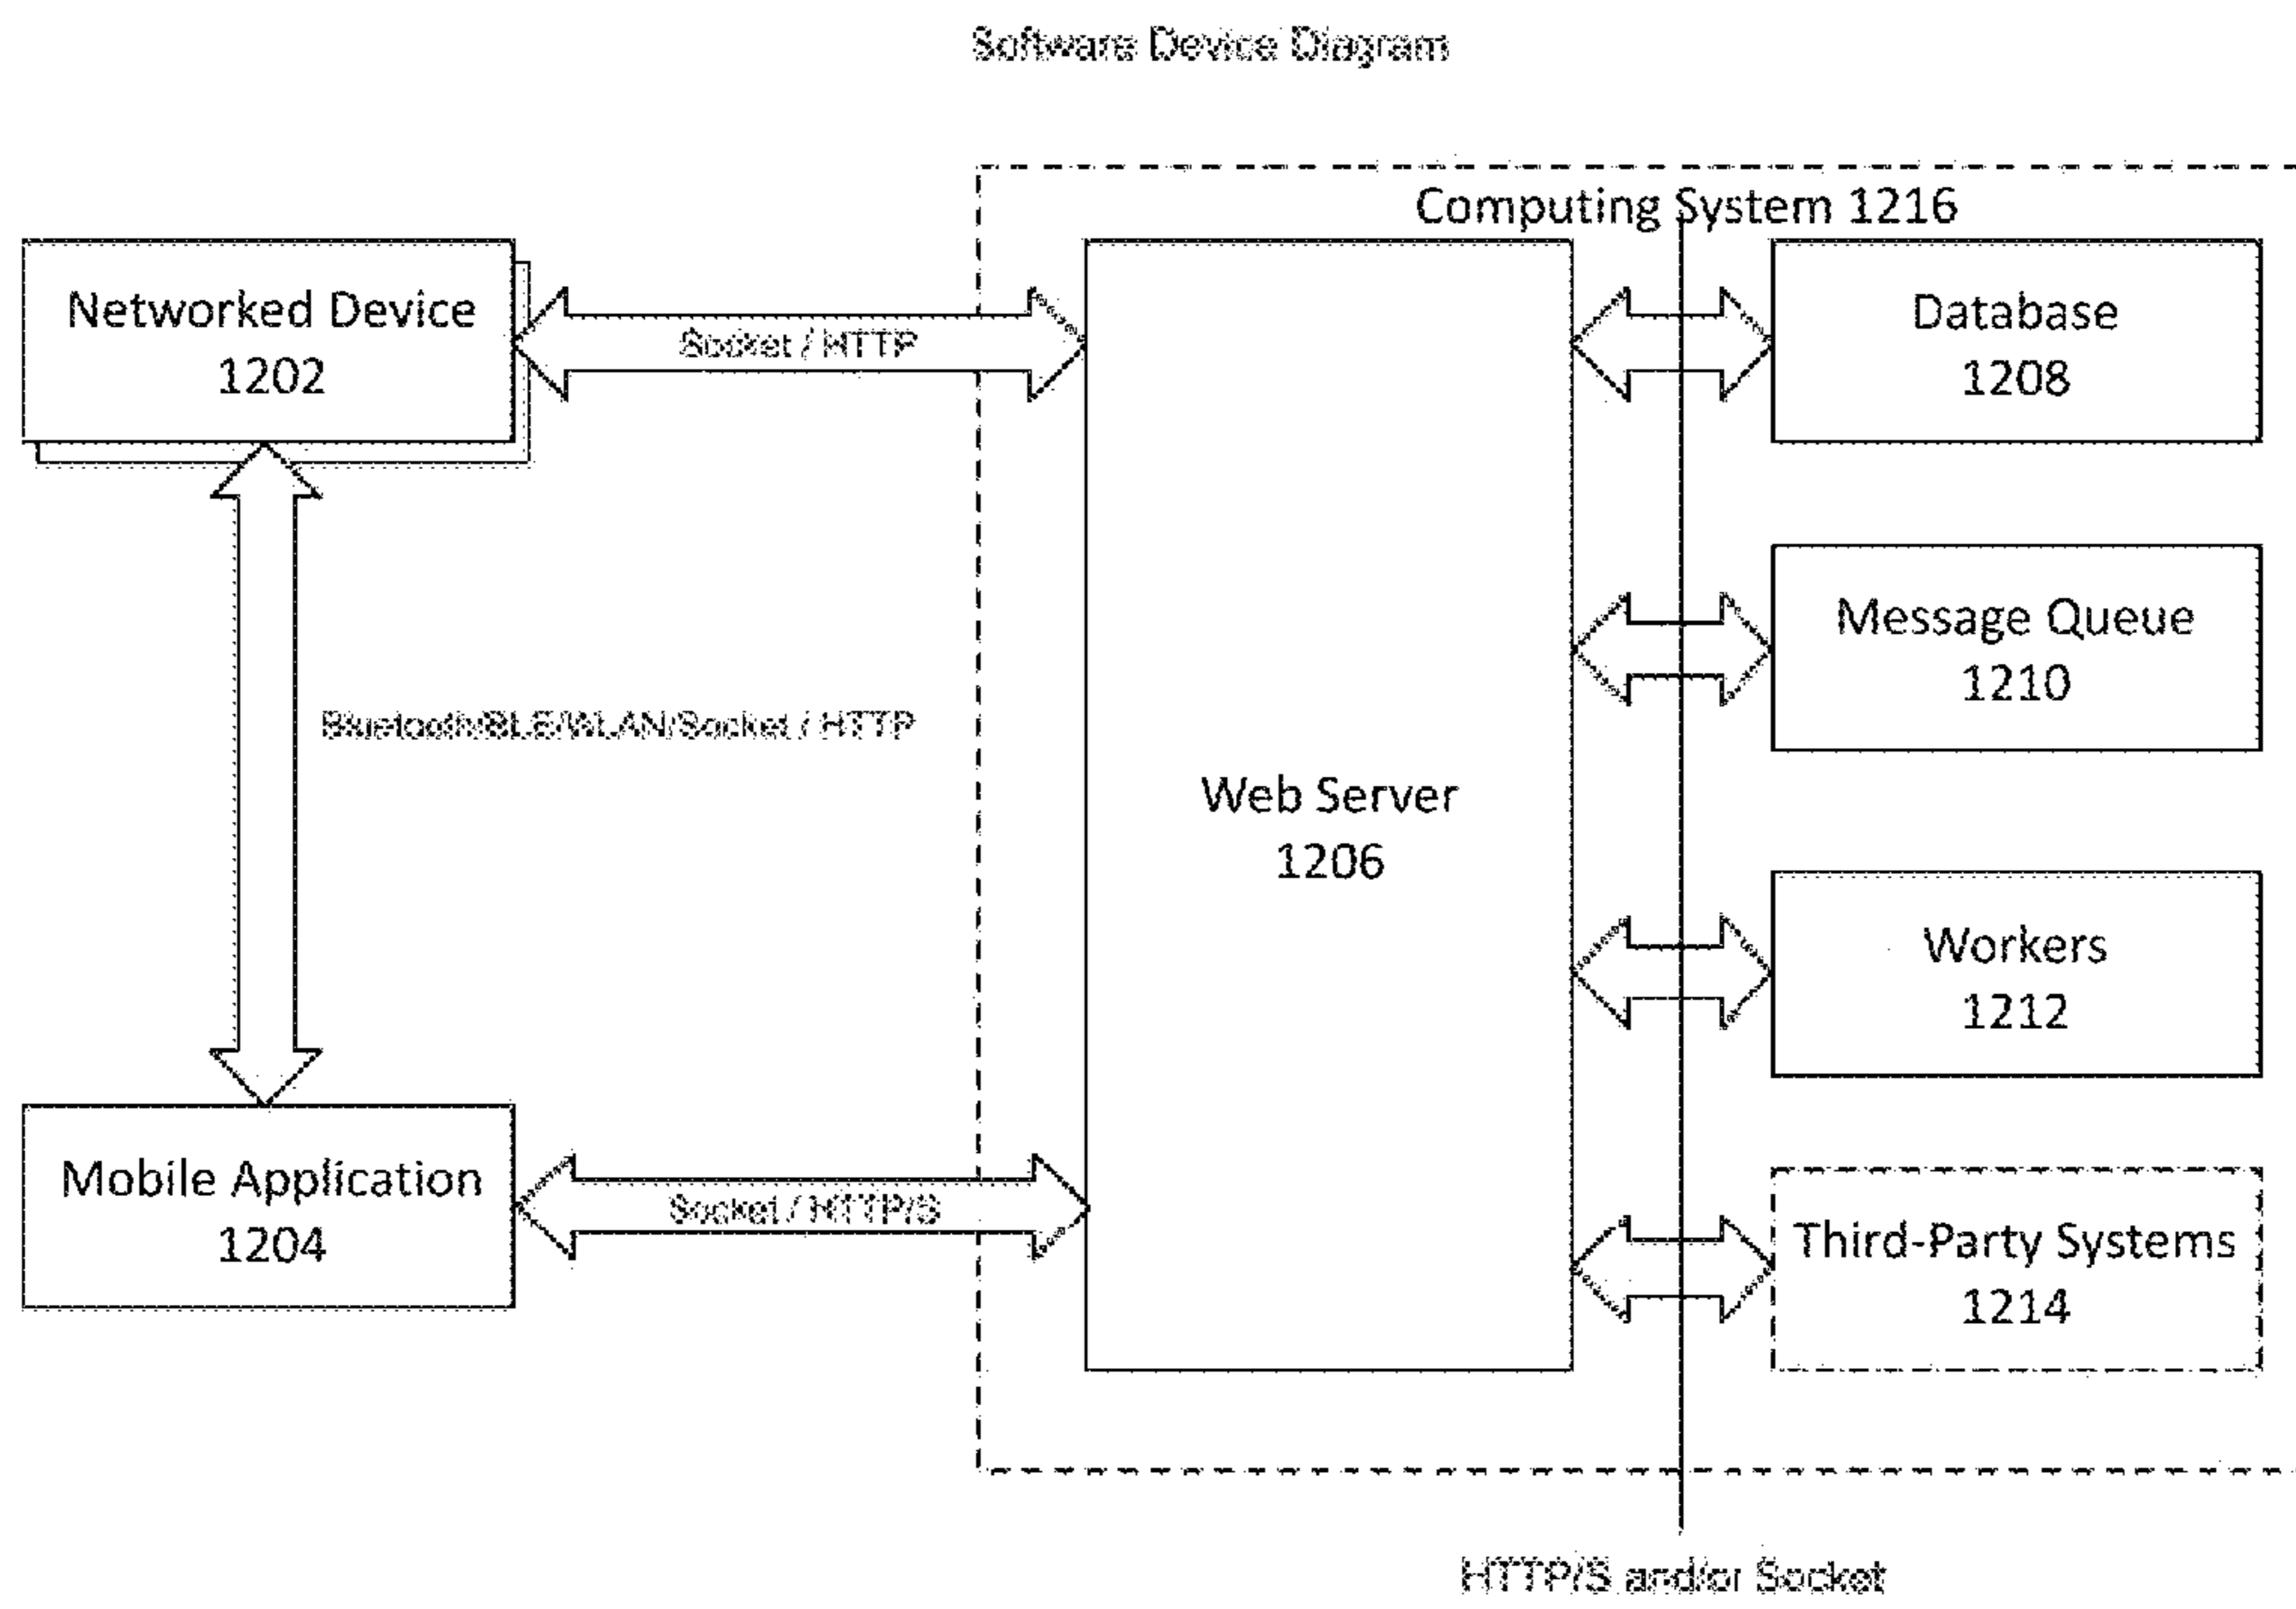 Software Device Diagram
Computing System 1216
Networked Device
1202
Socket / HTTP
Database
1208
Message Queue
1210
Bluetooth/BLE/WLAN/Socket / HTTP
Web Server
1206
Workers
1212
Mobile Application
1204
Socket / HTTP/S
Third-Party Systems
1214
HTTP/S and/or Socket